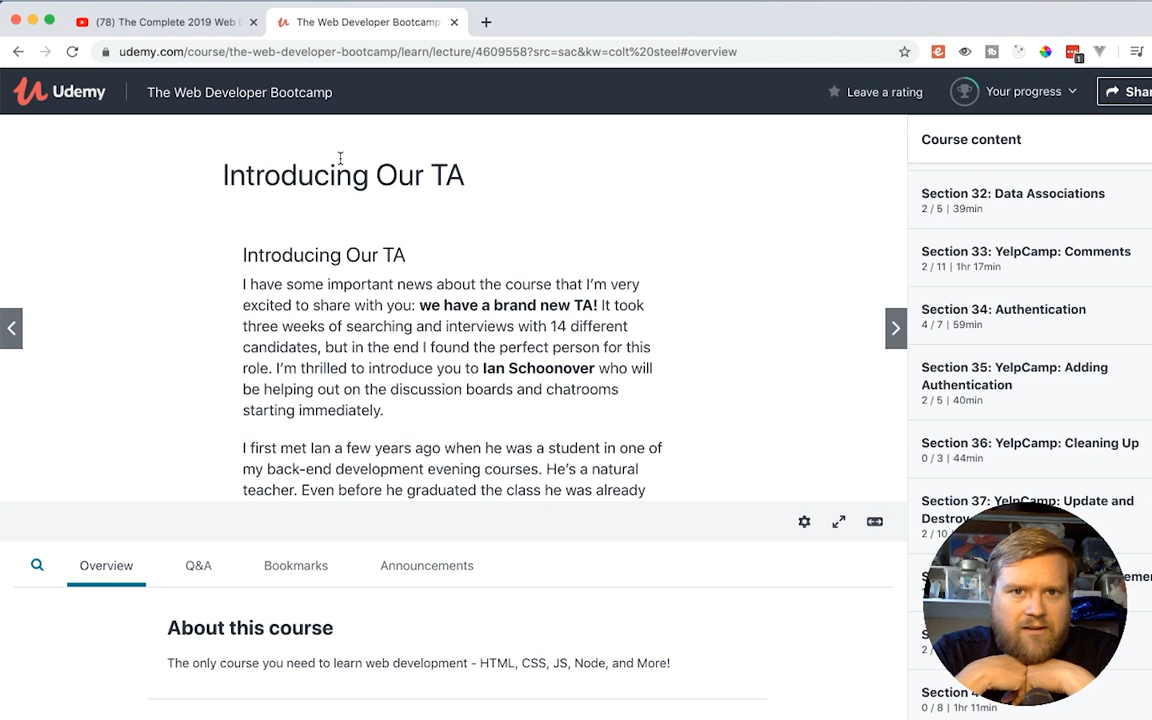 (78) The Complete 2019 Web D
The Web Developer Bootcamp
udemy.com/course/the-web-developer-bootcamp/learn/lecture/4609558?src=sac&kw=colt%20steel#overview
1
Udemy
The Web Developer Bootcamp
Leave a rating
Your progress
Shar
Introducing Our TA
Introducing Our TA
I have some important news about the course that I'm very
excited to share with you: we have a brand new TA! It took
three weeks of searching and interviews with 14 different
candidates, but in the end I found the perfect person for this
role. I'm thrilled to introduce you to Ian Schoonover who will
be helping out on the discussion boards and chatrooms
starting immediately.
I first met Ian a few years ago when he was a student in one of
my back-end development evening courses. He's a natural
teacher. Even before he graduated the class he was already
Overview
Q&A
Bookmarks
Announcements
About this course
The only course you need to learn web development - HTML, CSS, JS, Node, and More!
Course content
Section 32: Data Associations
2 / 5 | 39min
Section 33: YelpCamp: Comments
2 / 11 | 1hr 17min
Section 34: Authentication
4 / 7 | 59min
Section 35: YelpCamp: Adding
Authentication
2 / 5 | 40min
Section 36: YelpCamp: Cleaning Up
0 / 3 | 44min
Section 37: YelpCamp: Update and
Destroy
2 / 10
Section 4
0 / 8 | 1hr 11min